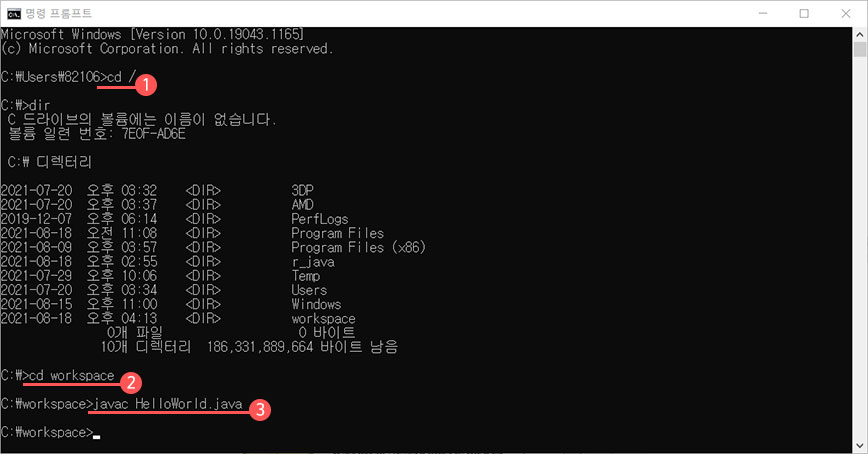 명령 프롬프트
Microsoft Windows [Version 10.0.19043.1165]
(c) Microsoft Corporation. All rights reserved.
C:₩Users₩82106>cd /
1
C:₩>dir
C 드라이브의 볼륨에는 이름이 없습니다.
볼륨 일련 번호: 7E0F-AD6E
C:₩ 디렉터리
2021-07-20 오후 03:32 <DIR> 3DP
2021-07-20 오후 03:37 <DIR> AMD
2019-12-07 오후 06:14 <DIR> PerfLogs
2021-08-18 오전 11:08 <DIR> Program Files
2021-08-09 오후 03:57 <DIR> Program Files (x86)
2021-08-18 오후 02:55 <DIR> r_java
2021-07-29 오후 10:06 <DIR> Temp
2021-07-20 오후 03:34 <DIR> Users
2021-08-15 오후 11:00 <DIR> Windows
2021-08-18 오후 04:13 <DIR> workspace
0개 파일 0 바이트
10개 디렉터리 186,331,889,664 바이트 남음
C:₩>cd workspace
2
C:₩workspace>javac HelloWorld.java
3
C:₩workspace>